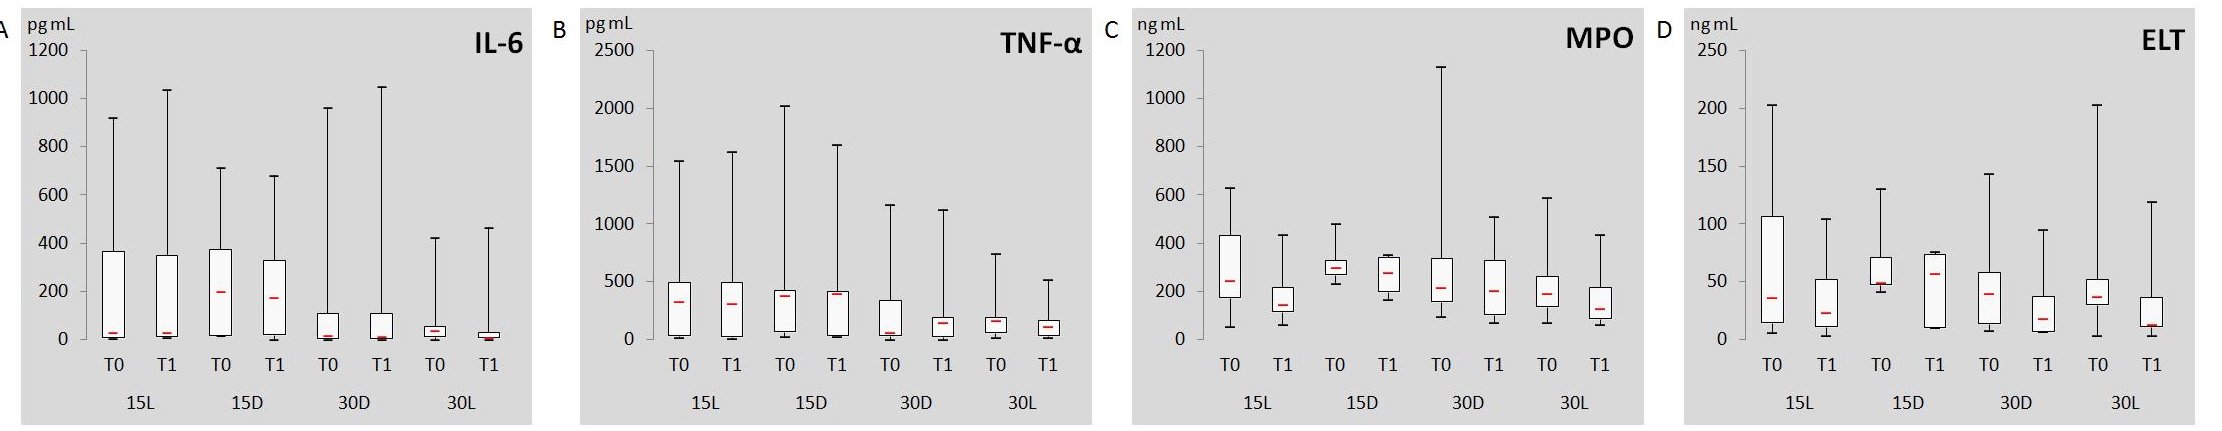 A
pg mL
IL-6
1200
1000
800
600
400
200
0
T0 T1 T0 T1 T0 T1 T0 T1
15L 15D 30D 30L
B
pg mL
TNF-α
2500
2000
1500
1000
500
0
T0 T1 T0 T1 T0 T1 T0 T1
15L 15D 30D 30L
C
ng mL
MPO
1200
1000
800
600
400
200
0
T0 T1 T0 T1 T0 T1 T0 T1
15L 15D 30D 30L
D
ng mL
ELT
250
200
150
100
50
0
T0 T1 T0 T1 T0 T1 T0 T1
15L 15D 30D 30L